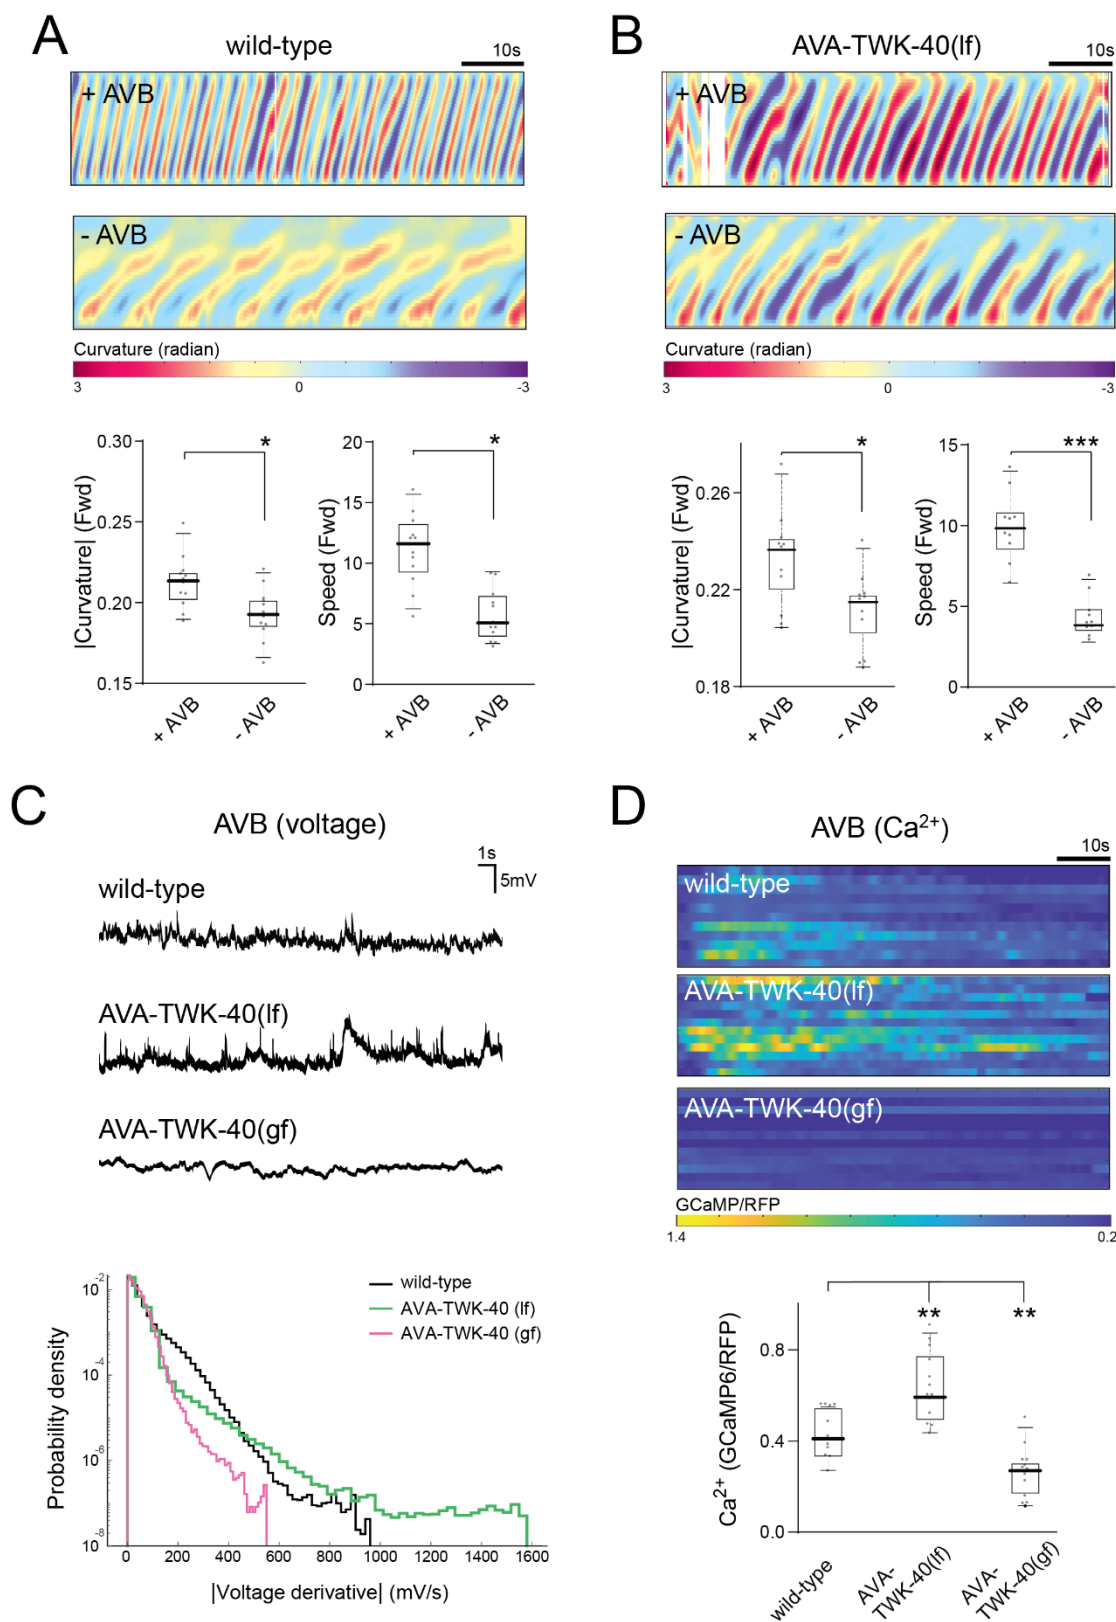 A
wild-type
10s
+ AVB
- AVB
Curvature (radian)
3
0
-3
|Curvature| (Fwd)
0.30
0.25
0.20
0.15
*
+ AVB
- AVB
Speed (Fwd)
20
15
10
5
0
*
+ AVB
- AVB
B
AVA-TWK-40(lf)
10s
+ AVB
- AVB
Curvature (radian)
3
0
-3
|Curvature| (Fwd)
0.26
0.22
0.18
*
+ AVB
- AVB
Speed (Fwd)
15
10
5
0
***
+ AVB
- AVB
C
AVB (voltage)
1s
5mV
wild-type
AVA-TWK-40(lf)
AVA-TWK-40(gf)
wild-type
AVA-TWK-40 (lf)
AVA-TWK-40 (gf)
Probability density
10-2
10-4
10-6
10-8
0
200
400
600
800
1000
1200
1400
1600
|Voltage derivative| (mV/s)
D
AVB (Ca2+)
10s
wild-type
AVA-TWK-40(lf)
AVA-TWK-40(gf)
GCaMP/RFP
1.4
0.2
Ca2+ (GCaMP6/RFP)
0.8
0.4
0.0
**
**
wild-type
AVA-
TWK-40(lf)
AVA-
TWK-40(gf)